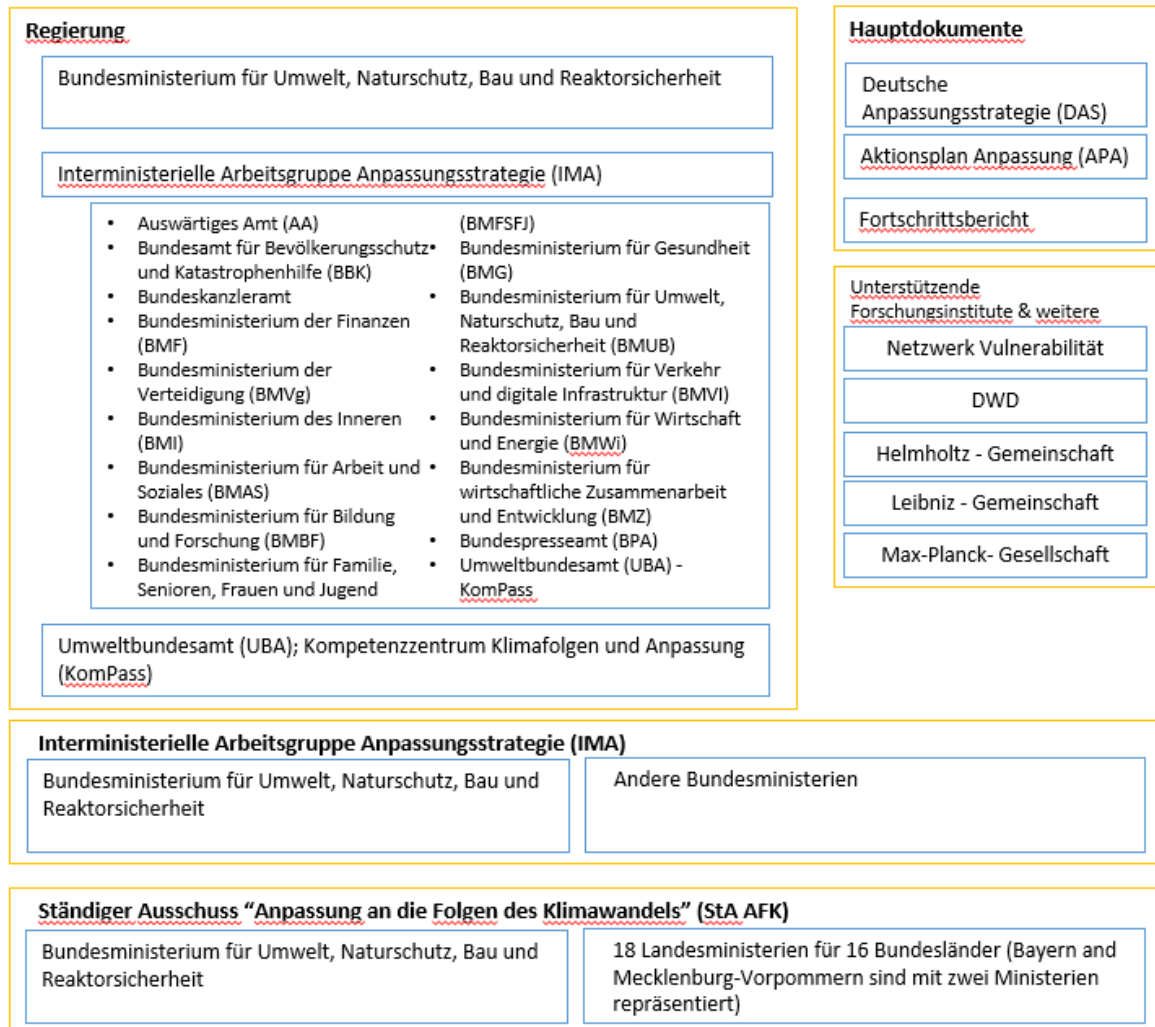 Regierung
Bundesministerium für Umwelt, Naturschutz, Bau und Reaktorsicherheit
Interministerielle Arbeitsgruppe Anpassungsstrategie (IMA)
• Auswärtiges Amt (AA)
• Bundesamt für Bevölkerungsschutz
und Katastrophenhilfe (BBK)
• Bundeskanzleramt
• Bundesministerium der Finanzen
(BMF)
• Bundesministerium der
Verteidigung (BMVg)
• Bundesministerium des Inneren
(BMI)
• Bundesministerium für Arbeit und
Soziales (BMAS)
• Bundesministerium für Bildung
und Forschung (BMBF)
• Bundesministerium für Familie,
Senioren, Frauen und Jugend
(BMFSFJ)
• Bundesministerium für Gesundheit
(BMG)
• Bundesministerium für Umwelt,
Naturschutz, Bau und
Reaktorsicherheit (BMUB)
• Bundesministerium für Verkehr
und digitale Infrastruktur (BMVI)
• Bundesministerium für Wirtschaft
und Energie (BMWi)
• Bundesministerium für
wirtschaftliche Zusammenarbeit
und Entwicklung (BMZ)
• Bundespresseamt (BPA)
• Umweltbundesamt (UBA) -
KomPass
Umweltbundesamt (UBA); Kompetenzzentrum Klimafolgen und Anpassung
(KomPass)
Hauptdokumente
Deutsche
Anpassungsstrategie (DAS)
Aktionsplan Anpassung (APA)
Fortschrittsbericht
Unterstützende
Forschungsinstitute & weitere
Netzwerk Vulnerabilität
DWD
Helmholtz - Gemeinschaft
Leibniz - Gemeinschaft
Max-Planck- Gesellschaft
Interministerielle Arbeitsgruppe Anpassungsstrategie (IMA)
Bundesministerium für Umwelt, Naturschutz, Bau und
Reaktorsicherheit
Andere Bundesministerien
Ständiger Ausschuss “Anpassung an die Folgen des Klimawandels” (StA AFK)
Bundesministerium für Umwelt, Naturschutz, Bau und
Reaktorsicherheit
18 Landesministerien für 16 Bundesländer (Bayern and
Mecklenburg-Vorpommern sind mit zwei Ministerien
repräsentiert)